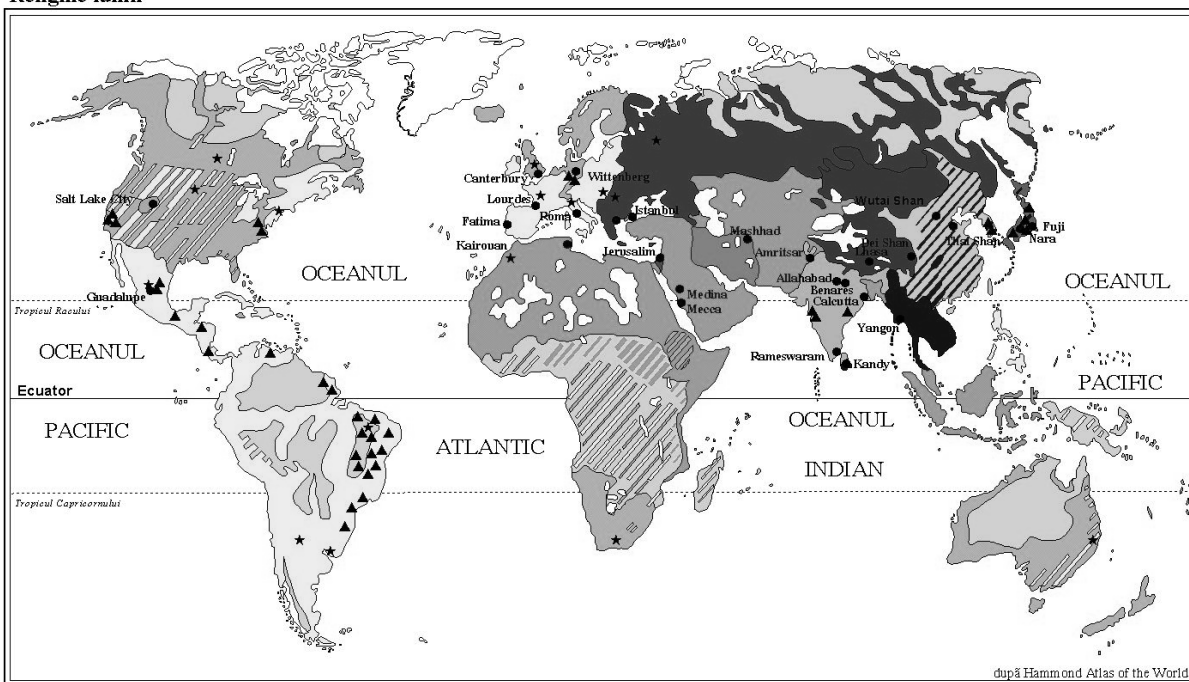 Religiile lumii
Salt Lake City
Canterbury
Wittenberg
Lourdes
Fatima
Roma
Istanbul
Kairouan
Jerusalim
Mashhad
Amritsar
Wutai Shan
Thai Shan
Fuji
Nara
Lhasa
OCEANUL
OCEANUL
Guadalupe
Medina
Mecca
Allahabad
Benares
Calcutta
Tropicul Racului
Yangon
OCEANUL
Rameswaram
Kandy
PACIFIC
Ecuator
OCEANUL
PACIFIC
ATLANTIC
INDIAN
Tropicul Capricornului
după Hammond Atlas of the World